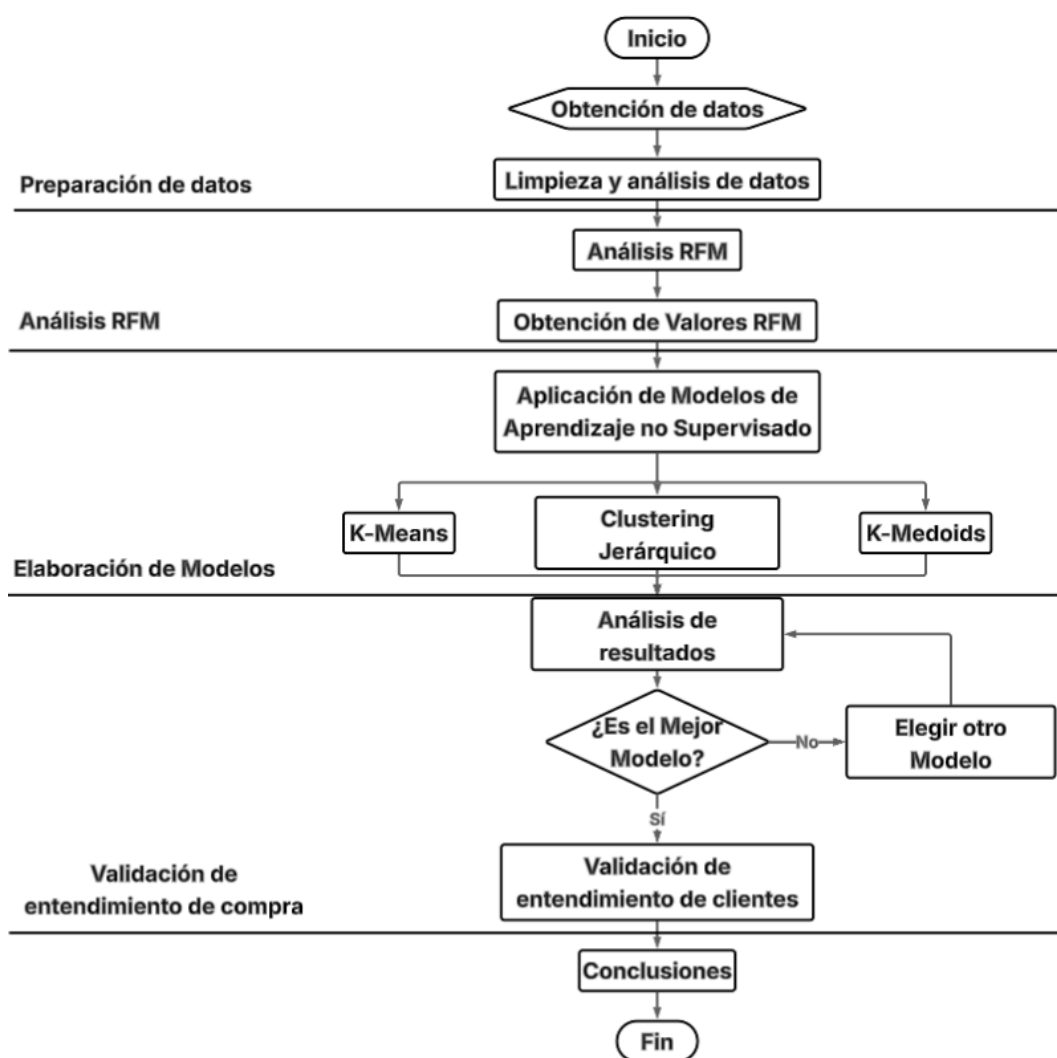 Inicio
Obtención de datos
Preparación de datos
Limpieza y análisis de datos
Análisis RFM
Análisis RFM
Obtención de Valores RFM
Aplicación de Modelos de
Aprendizaje no Supervisado
K-Means
Clustering
Jerárquico
K-Medoids
Elaboración de Modelos
Análisis de
resultados
¿Es el Mejor
Modelo?
No
Elegir otro
Modelo
Sí
Validación de
entendimiento de compra
Validación de
entendimiento de clientes
Conclusiones
Fin